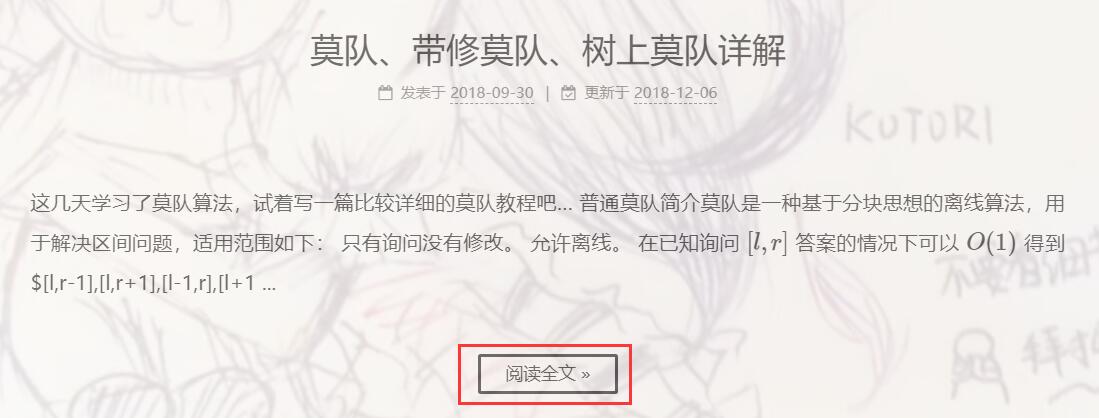 莫队、带修莫队、树上莫队详解
发表于 2018-09-30 | 更新于 2018-12-06
KOTORI
这几天学习了莫队算法，试着写一篇比较详细的莫队教程吧... 普通莫队简介莫队是一种基于分块思想的离线算法，用
于解决区间问题，适用范围如下： 只有询问没有修改。 允许离线。 在已知询问 [l, r] 答案的情况下可以 O(1) 得到
$[l,r-1],[l,r+1],[l-1,r],[l+1 ...
阅读全文 »